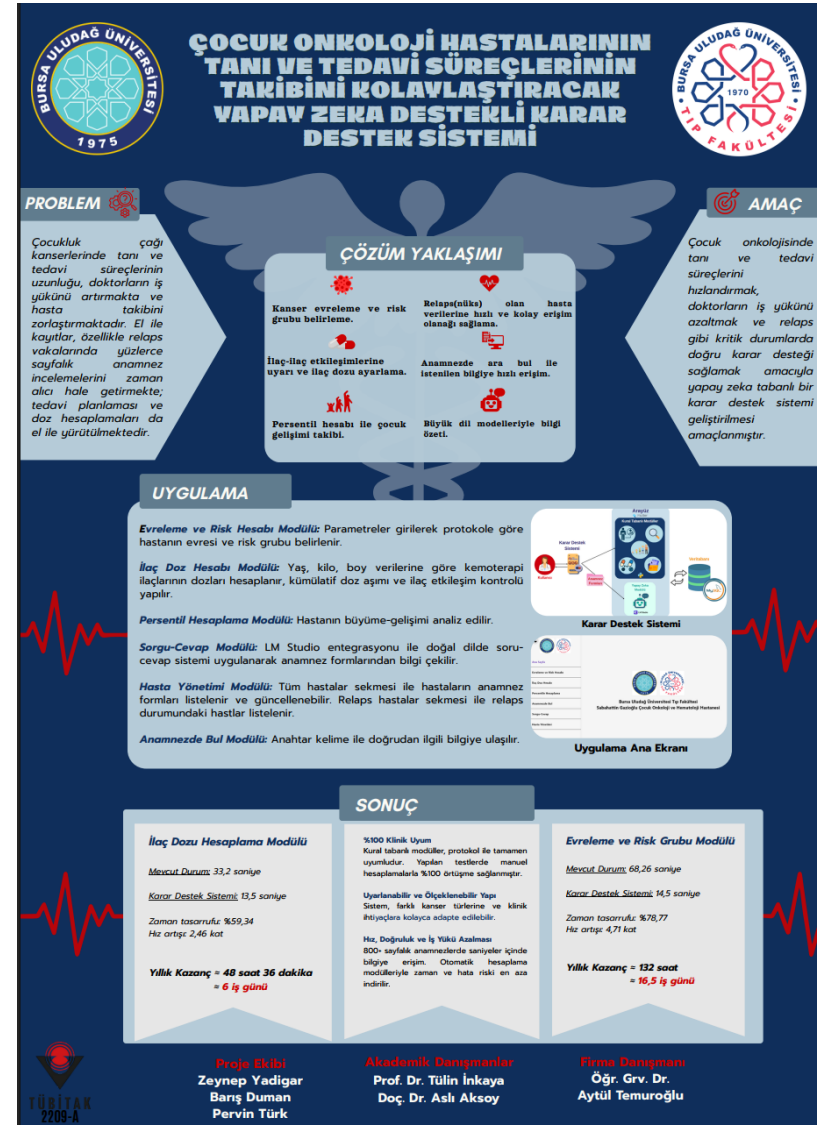 BURSA ULUDAĞ ÜNİVERSİTESİ
1975
ÇOCUK ONKOLOJİ HASTALARININ
TANI VE TEDAVİ SÜREÇLERİNİN
TAKİBİNİ KOLAYLAŞTIRACAK
YAPAY ZEKA DESTEKLİ KARAR
DESTEK SİSTEMİ
BURSA ULUDAĞ ÜNİVERSİTESİ
1970
TIP FAKÜLTESİ
PROBLEM
Çocukluk çağı
kanserlerinde tanı ve
tedavi süreçlerinin
uzunluğu, doktorların iş
yükünü artırmakta ve
hasta takibini
zorlaştırmaktadır. El ile
kayıtlar, özellikle relaps
vakalarında yüzlerce
sayfalık anamnez
incelemelerini zaman
alıcı hale getirmekte;
tedavi planlaması ve
doz hesaplamaları da
el ile yürütülmektedir.
ÇÖZÜM YAKLAŞIMI
Kanser evreleme ve risk
grubu belirleme.
Relaps(nüks) olan hasta
verilerine hızlı ve kolay erişim
olanağı sağlama.
İlaç-ilaç etkileşimlerine
uyarı ve ilaç dozu ayarlama.
Anamnezde ara bul ile
istenilen bilgiye hızlı erişim.
Persentil hesabı ile çocuk
gelişimi takibi.
Büyük dil modelleriyle bilgi
özeti.
AMAÇ
Çocuk onkolojisinde
tanı ve tedavi
süreçlerini
hızlandırmak,
doktorların iş yükünü
azaltmak ve relaps
gibi kritik durumlarda
doğru karar desteği
sağlamak amacıyla
yapay zeka tabanlı bir
karar destek sistemi
geliştirilmesi
amaçlanmıştır.
UYGULAMA
Evreleme ve Risk Hesabı Modülü: Parametreler girilerek protokole göre
hastanın evresi ve risk grubu belirlenir.
İlaç Doz Hesabı Modülü: Yaş, kilo, boy verilerine göre kemoterapi
ilaçlarının dozları hesaplanır, kümülatif doz aşımı ve ilaç etkileşim kontrolü
yapılır.
Persentil Hesaplama Modülü: Hastanın büyüme-gelişimi analiz edilir.
Sorgu-Cevap Modülü: LM Studio entegrasyonu ile doğal dilde soru-
cevap sistemi uygulanarak anamnez formlarından bilgi çekilir.
Hasta Yönetimi Modülü: Tüm hastalar sekmesi ile hastaların anamnez
formları listelenir ve güncellenebilir. Relaps hastalar sekmesi ile relaps
durumundaki hastlar listelenir.
Anamnezde Bul Modülü: Anahtar kelime ile doğrudan ilgili bilgiye ulaşılır.
Arayüz
Karar Destek
Sistemi
Karar Destek Sistemi
Bursa Uludağ Üniversitesi Tıp Fakültesi
Uygulama Ana Ekranı
SONUÇ
İlaç Dozu Hesaplama Modülü
Mevcut Durum: 33,2 saniye
Karar Destek Sistemi: 13,5 saniye
Zaman tasarrufu: %59,34
Hız artışı: 2,46 kat
Yıllık Kazanç = 48 saat 36 dakika
≈ 6 iş günü
%100 Klinik Uyum
Kural tabanlı modüller, protokol ile tamamen
uyumludur. Yapılan testlerde manuel
hesaplamalarla %100 örtüşme sağlanmıştır.
Uyarlanabilir ve Ölçeklenebilir Yapı
Sistem, farklı kanser türlerine ve klinik
ihtiyaçlara kolayca adapte edilebilir.
Hız, Doğruluk ve İş Yükü Azalması
800+ sayfalık anamnezlerde saniyeler içinde
bilgiye erişim. Otomatik hesaplama
modülleriyle zaman ve hata riski en aza
indirilir.
Evreleme ve Risk Grubu Modülü
Mevcut Durum: 68,26 saniye
Karar Destek Sistemi: 14,5 saniye
Zaman tasarrufu: %78,77
Hız artışı: 4,71 kat
Yıllık Kazanç ≈ 132 saat
≈ 16,5 iş günü
TÜBİTAK
2209-A
Proje Ekibi
Zeynep Yadigar
Barış Duman
Pervin Türk
Akademik Danışmanlar
Prof. Dr. Tülin İnkaya
Doç. Dr. Aslı Aksoy
Firma Danışmanı
Öğr. Grv. Dr.
Aytül Temuroğlu